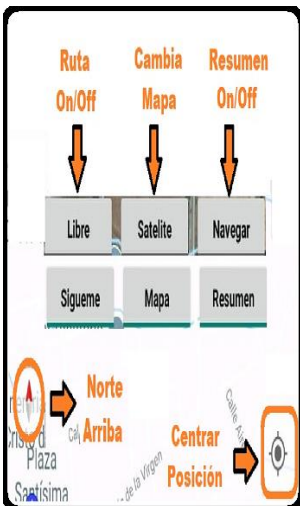 Ruta Cambia Resumen
On/Off Mapa On/Off
Libre Satelite Navegar
Sigueme Mapa Resumen
Norte
Arriba
Calle
Cristo d
Plaza
Santísima
de la Virgen
Centrar
Posición